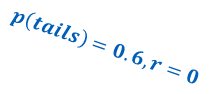 p(tails) = 0.6, r = 0